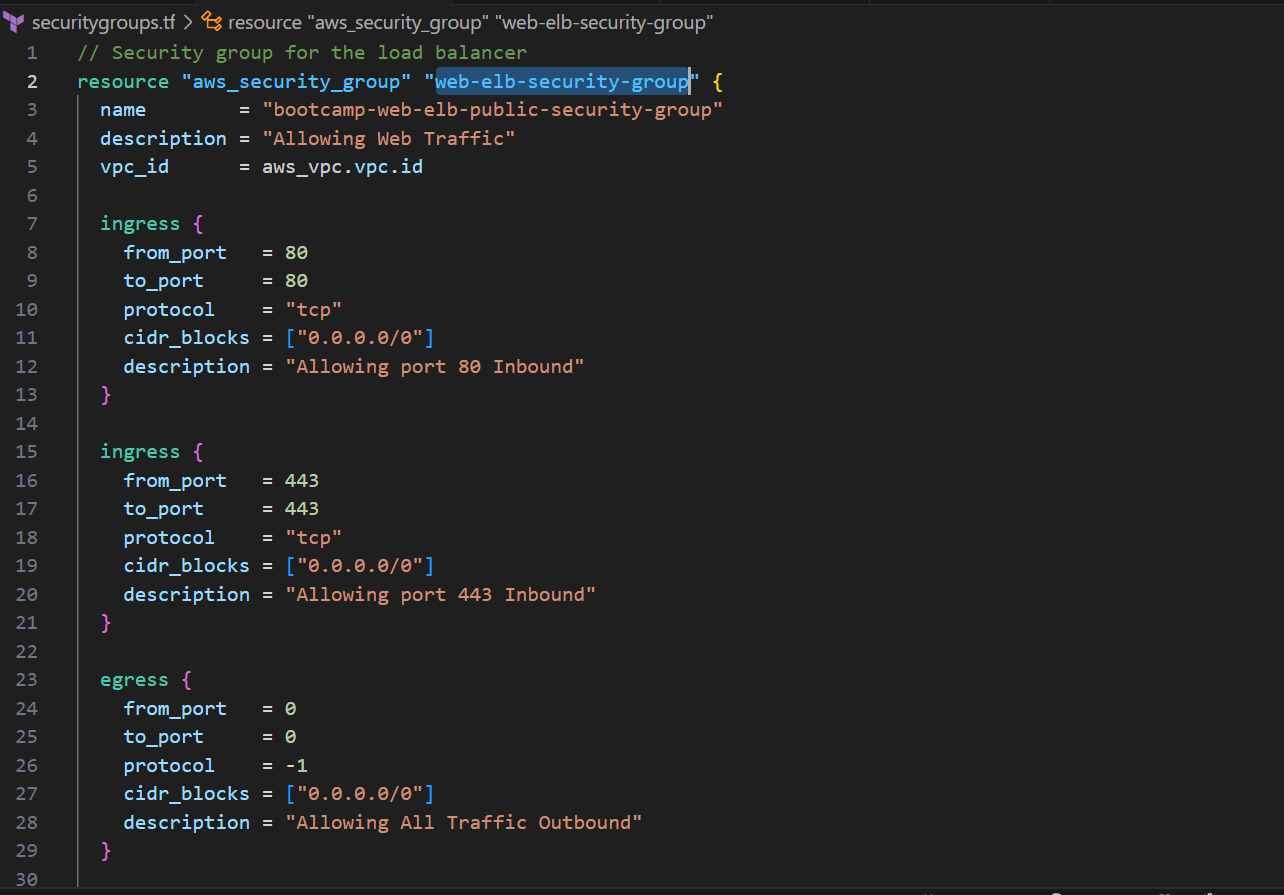 securitygroups.tf > resource "aws_security_group" "web-elb-security-group"
1 // Security group for the load balancer
2 resource "aws_security_group" "web-elb-security-group" {
3 name = "bootcamp-web-elb-public-security-group"
4 description = "Allowing Web Traffic"
5 vpc_id = aws_vpc.vpc.id
6
7 ingress {
8 from_port = 80
9 to_port = 80
10 protocol = "tcp"
11 cidr_blocks = ["0.0.0.0/0"]
12 description = "Allowing port 80 Inbound"
13 }
14
15 ingress {
16 from_port = 443
17 to_port = 443
18 protocol = "tcp"
19 cidr_blocks = ["0.0.0.0/0"]
20 description = "Allowing port 443 Inbound"
21 }
22
23 egress {
24 from_port = 0
25 to_port = 0
26 protocol = -1
27 cidr_blocks = ["0.0.0.0/0"]
28 description = "Allowing All Traffic Outbound"
29 }
30